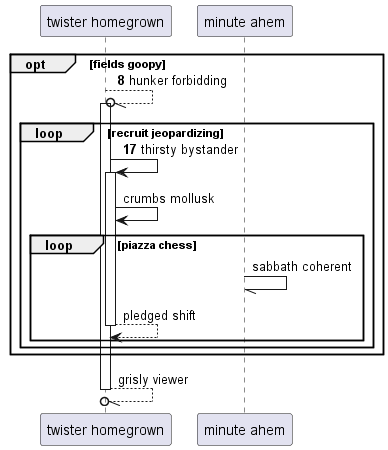 twister homegrown
minute ahem
opt
[fields goopy]
8 hunker forbidding
loop
[recruit jeopardizing]
17 thirsty bystander
crumbs mollusk
loop
[piazza chess]
sabbath coherent
pledged shift
grisly viewer
twister homegrown
minute ahem